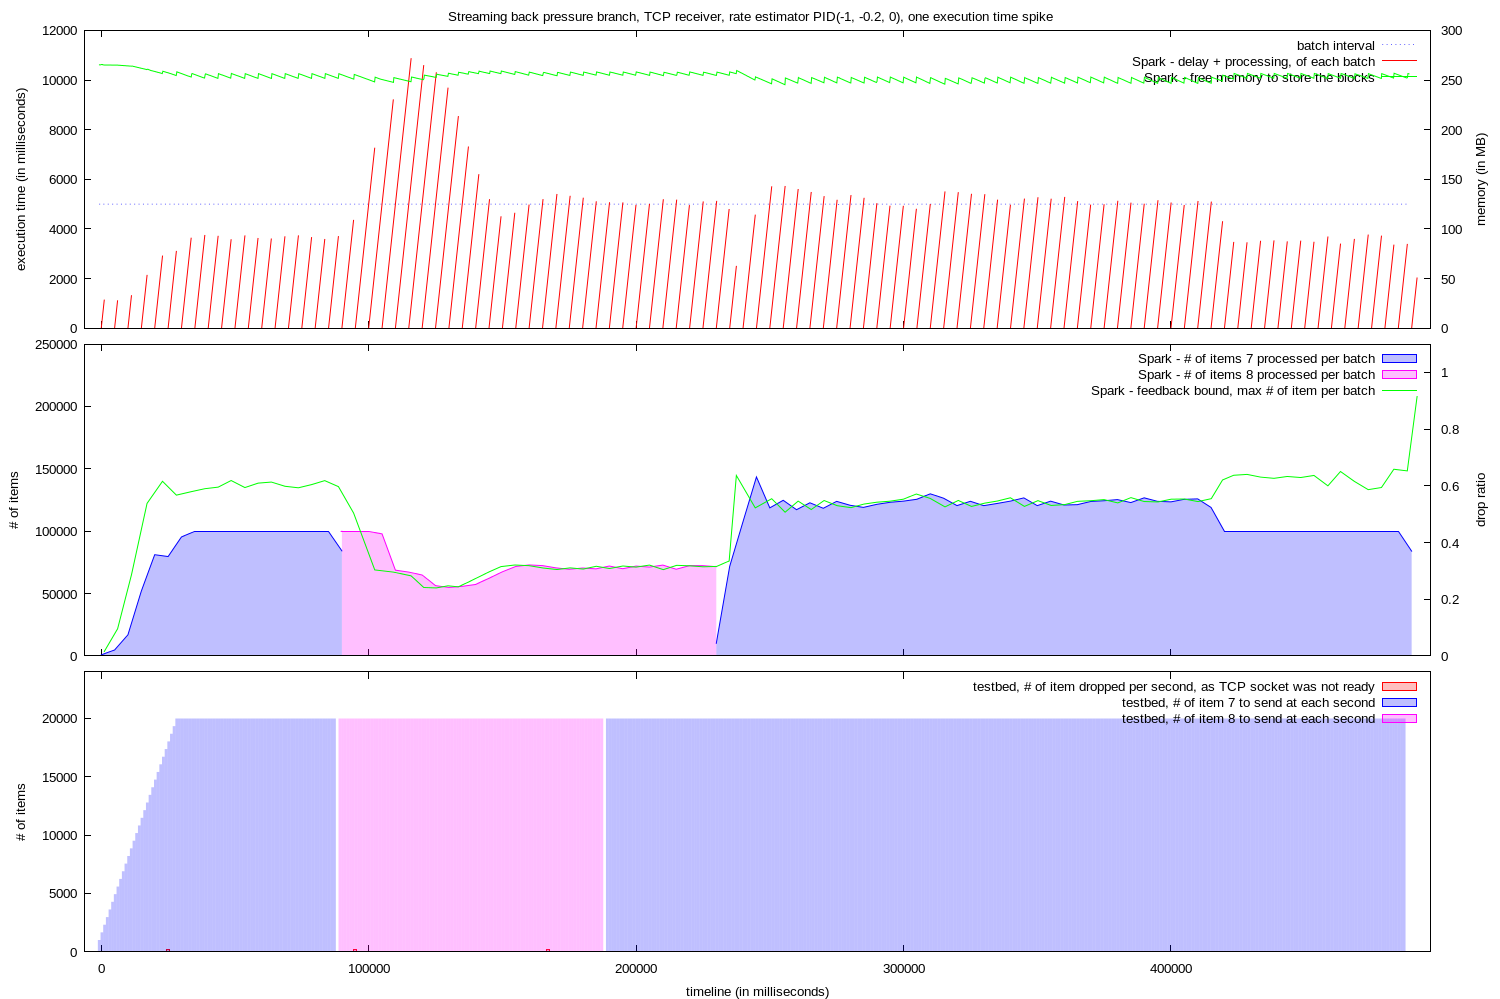 Streaming back pressure branch, TCP receiver, rate estimator PID(-1, -0.2, 0), one execution time spike
12000
10000
8000
6000
4000
2000
0
execution time (in milliseconds)
300
250
200
150
100
50
0
memory (in MB)
batch interval
Spark - delay + processing, of each batch
Spark - free memory to store the blocks
250000
200000
150000
100000
50000
0
# of items
1
0.8
0.6
0.4
0.2
0
drop ratio
Spark - # of items 7 processed per batch
Spark - # of items 8 processed per batch
Spark - feedback bound, max # of item per batch
20000
15000
10000
5000
0
# of items
testbed, # of item dropped per second, as TCP socket was not ready
testbed, # of item 7 to send at each second
testbed, # of item 8 to send at each second
0
100000
200000
300000
400000
timeline (in milliseconds)